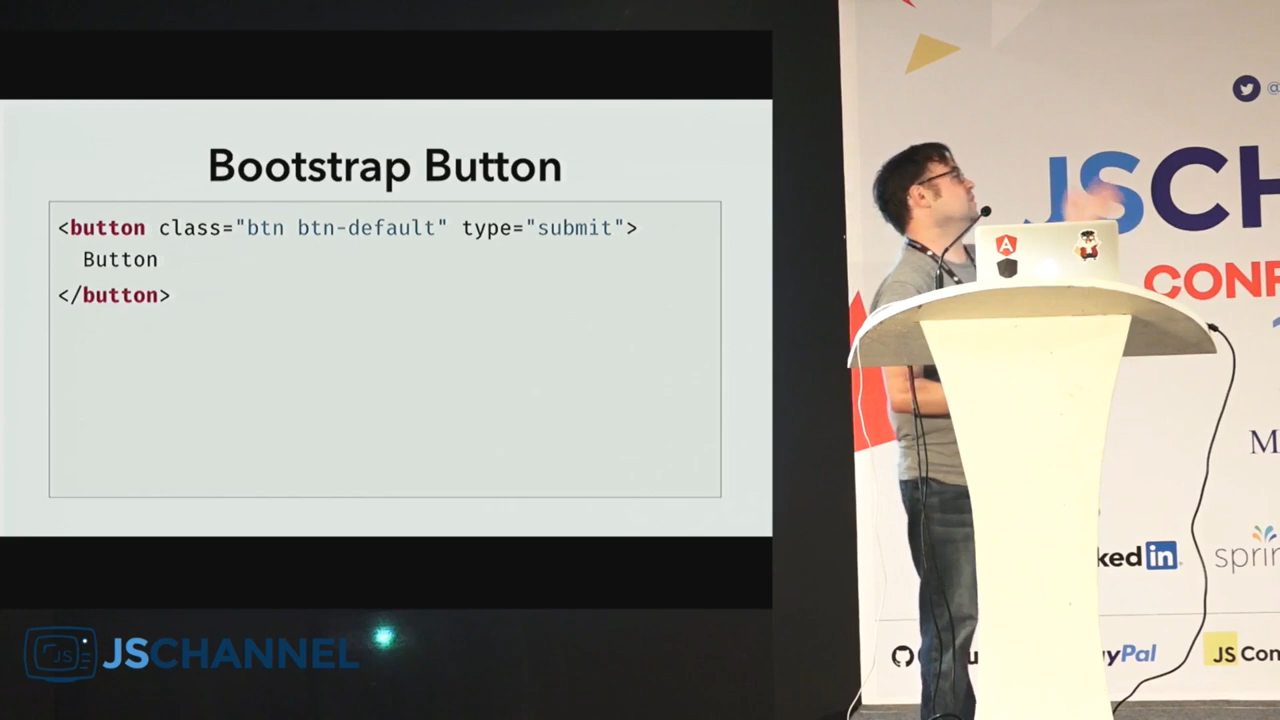 Bootstrap Button
<button class="btn btn-default" type="submit">
Button
</button>
JSCHANNEL
JS
@
JSCH
CONF
A
M
ked in
sprin
yPal
JS Con